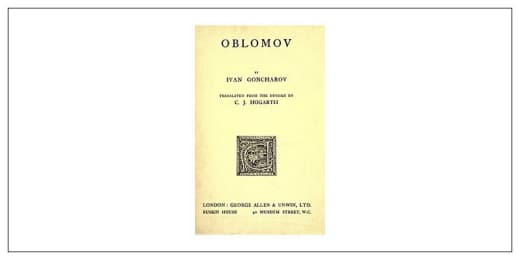 OBLOMOV
BY
IVAN GONCHAROV
TRANSLATED FROM THE RUSSIAN BY
C. J. HOGARTH
LONDON: GEORGE ALLEN & UNWIN, LTD.
RUSKIN HOUSE 40 MUSEUM STREET, W.C.